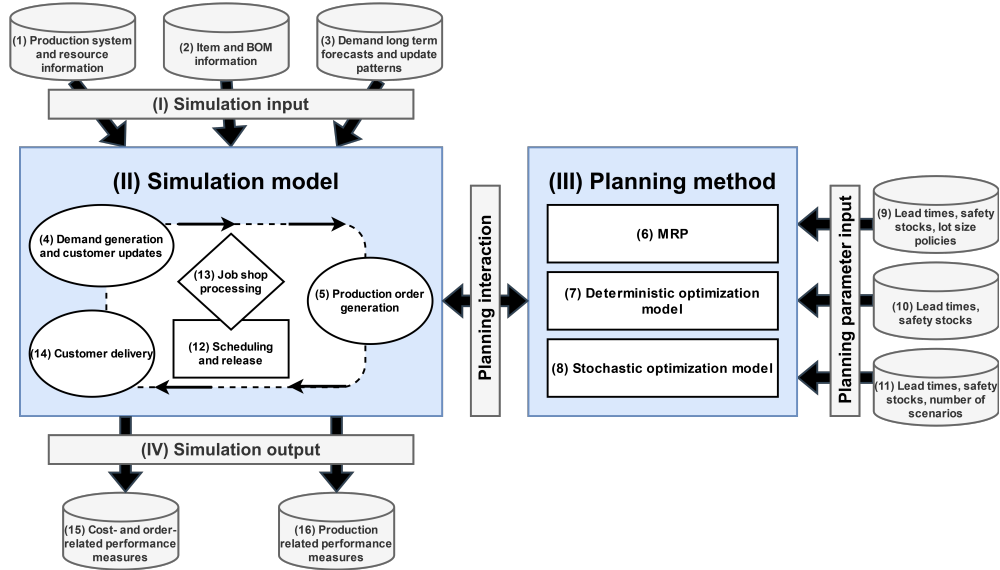 (1) Production system
and resource
information
(2) Item and BOM
information
(3) Demand long term
forecasts and update
patterns
(I) Simulation input
(II) Simulation model
(4) Demand generation
and customer updates
(13) Job shop
processing
(5) Production order
generation
(12) Scheduling
and release
(14) Customer delivery
Planning interaction
(III) Planning method
(6) MRP
(7) Deterministic optimization
model
(8) Stochastic optimization model
Planning parameter input
(9) Lead times, safety
stocks, lot size
policies
(10) Lead times,
safety stocks
(11) Lead times, safety
stocks, number of
scenarios
(IV) Simulation output
(15) Cost- and order-
related performance
measures
(16) Production
related performance
measures